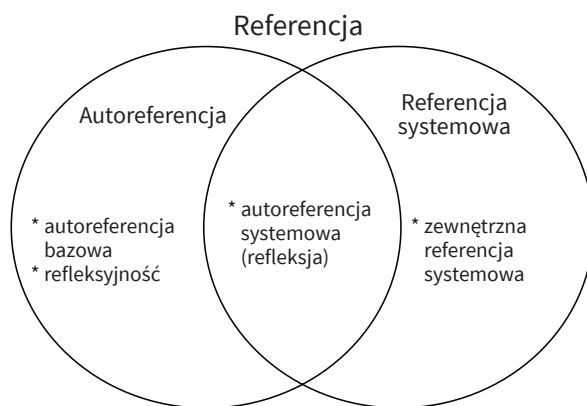 Referencja
Autoreferencja
Referencja
systemowa
* autoreferencja
bazowa
* refleksyjność
* autoreferencja
systemowa
(refleksja)
* zewnętrzna
referencja
systemowa